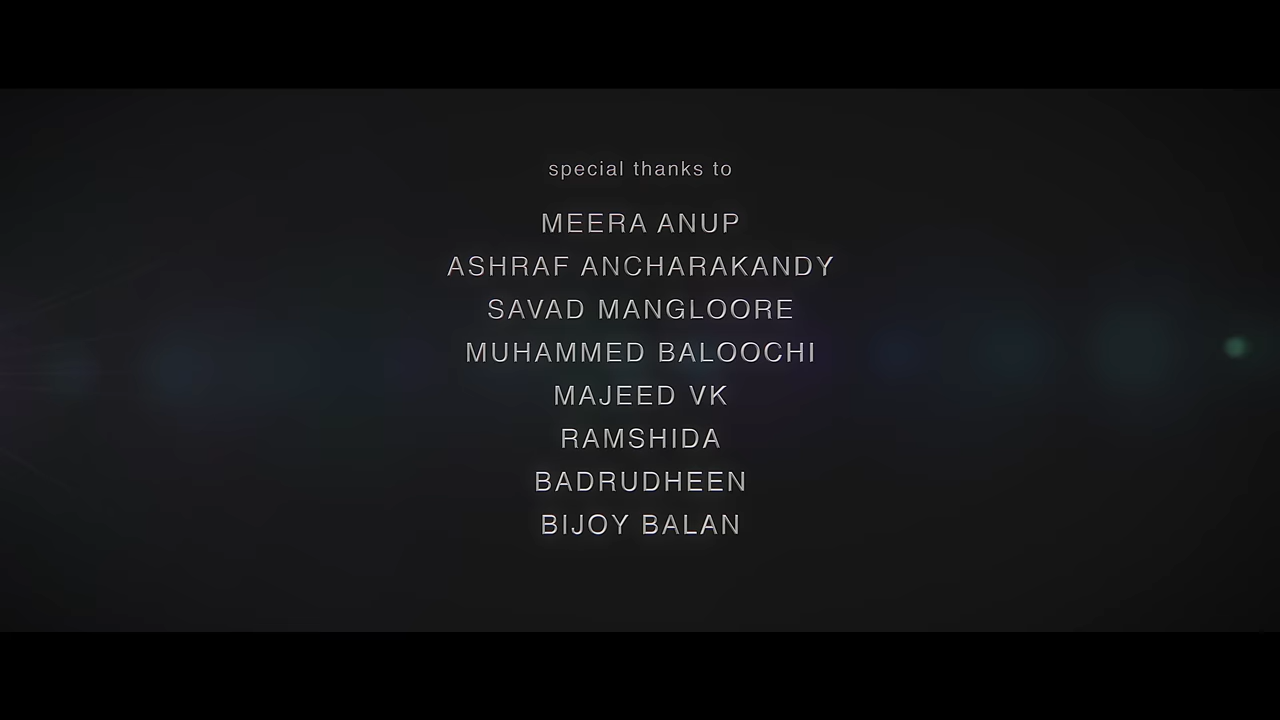 special thanks to
MEERA ANUP
ASHRAF ANCHARAKANDY
SAVAD MANGLOORE
MUHAMMED BALOOCHI
MAJEED VK
RAMSHIDA
BADRUDHEEN
BIJOY BALAN